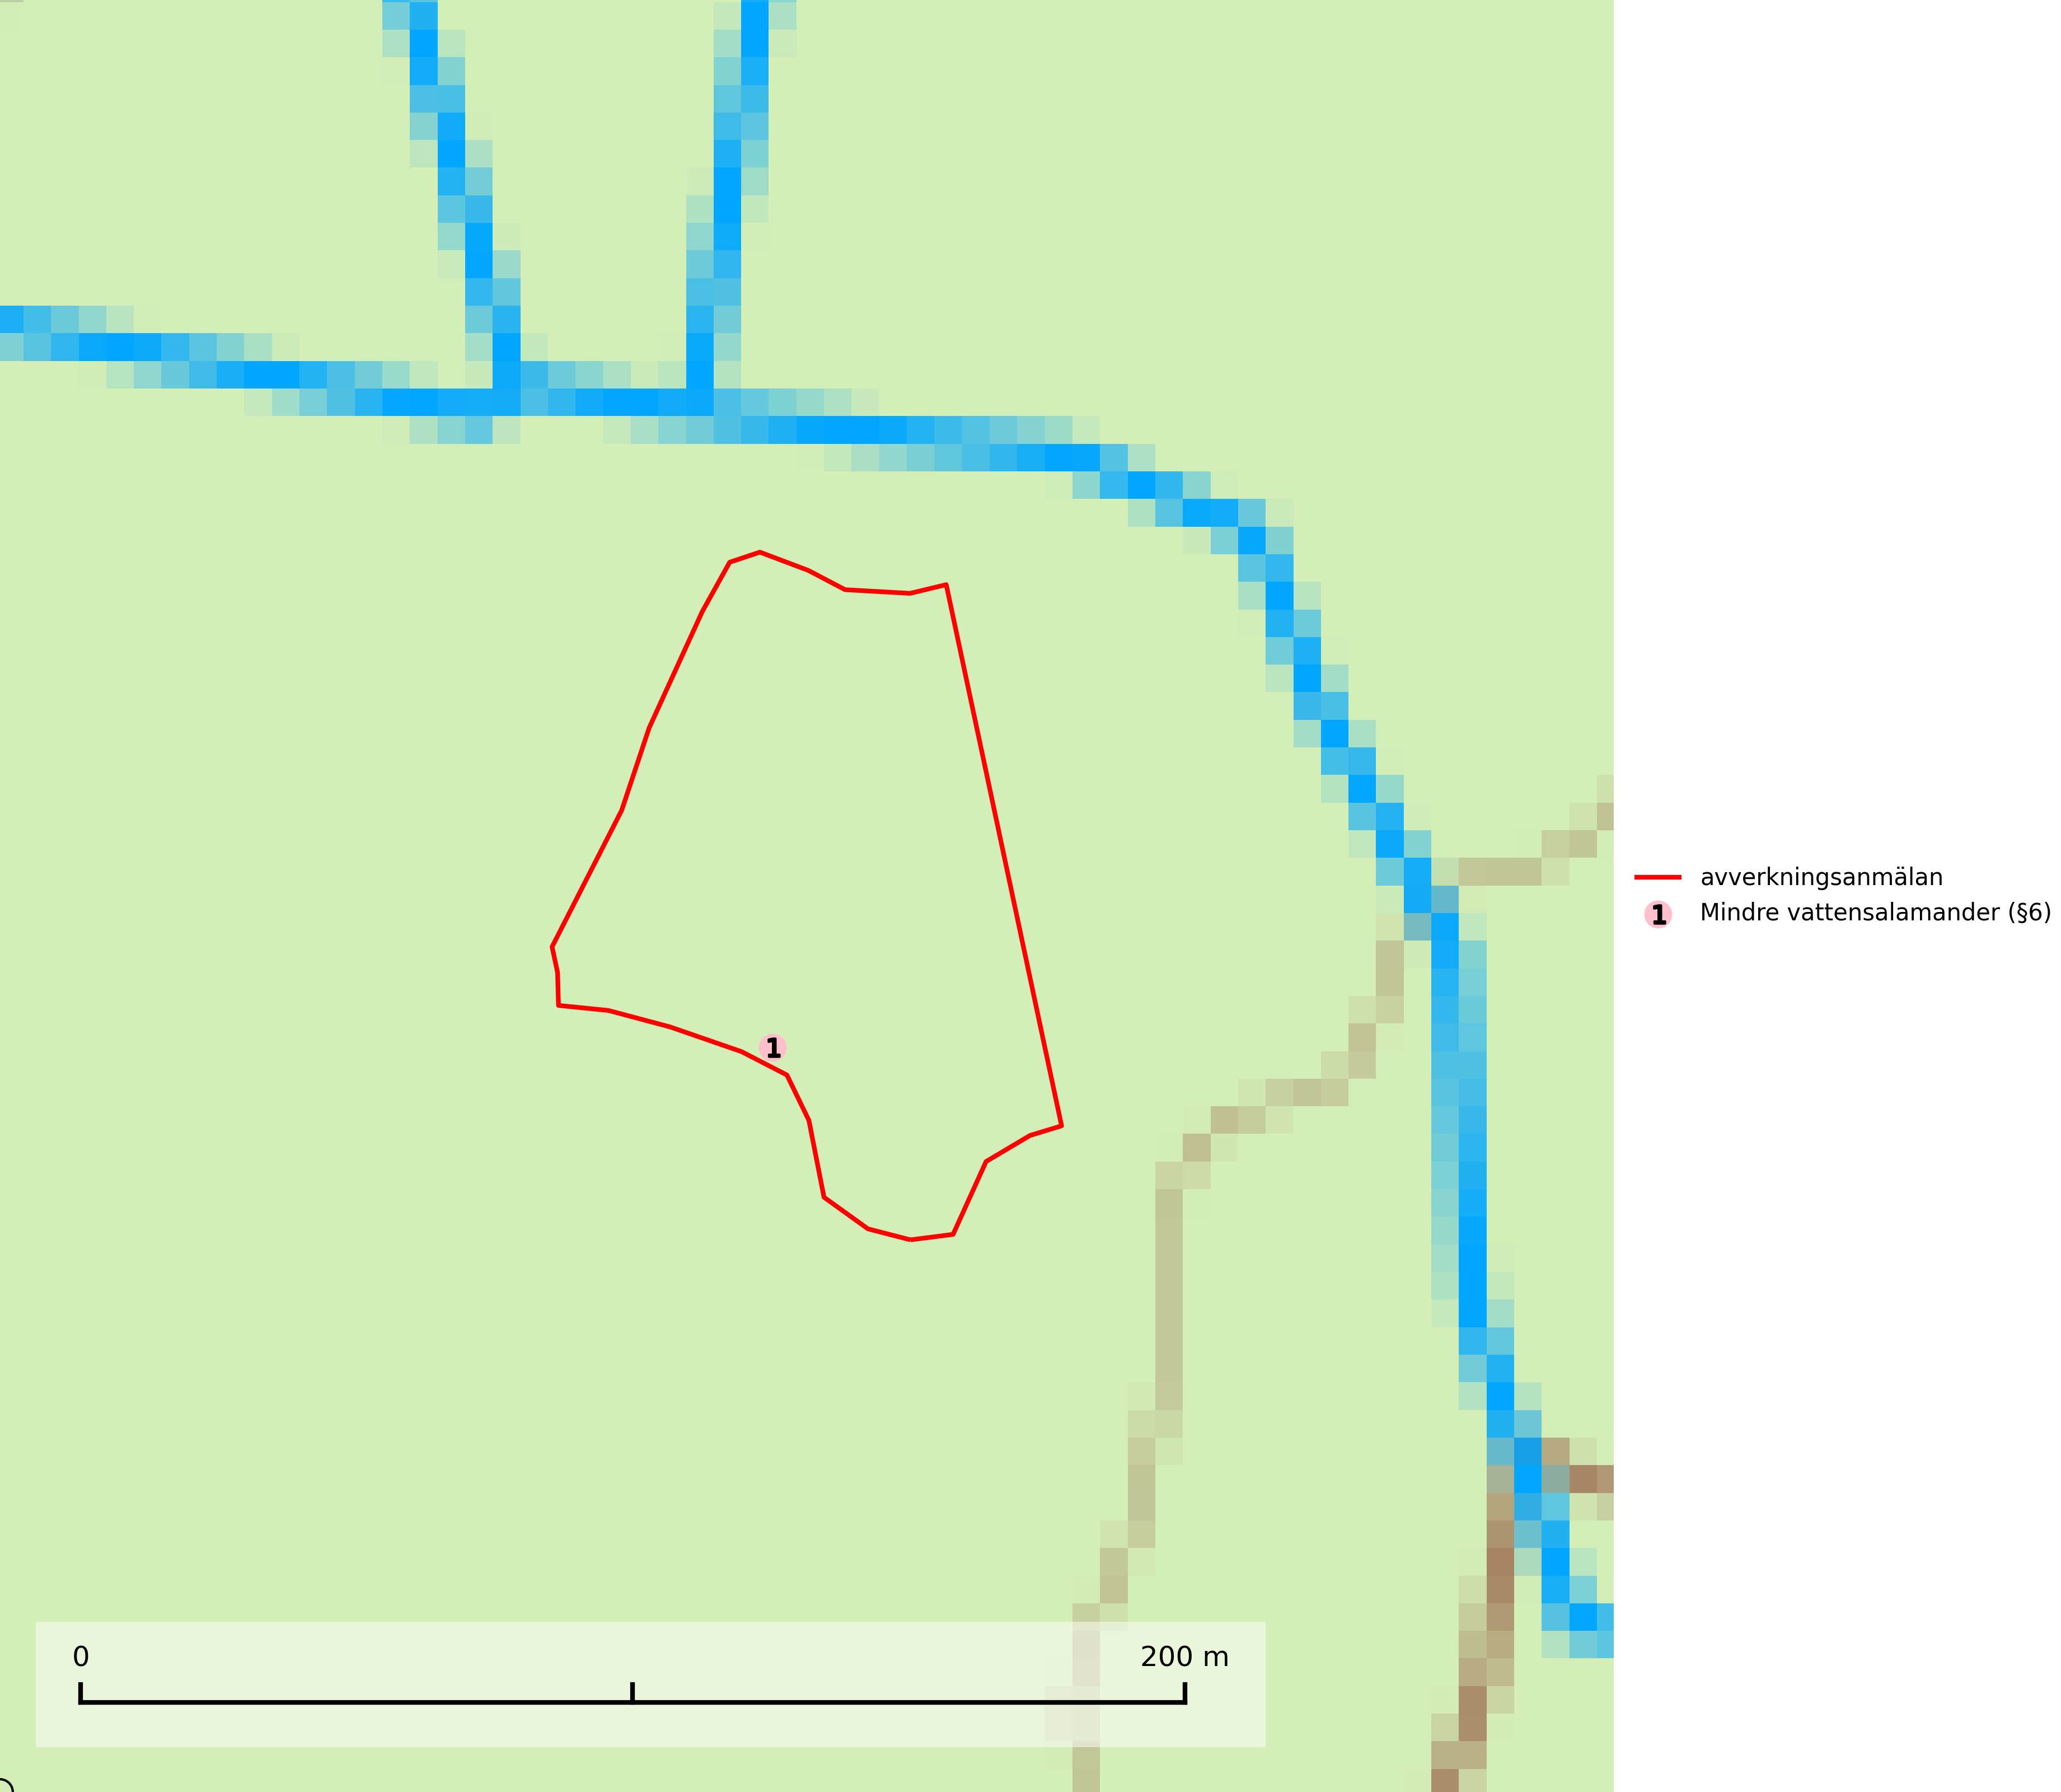 avverkningsanmälan
1 Mindre vattensalamander (§6)
1
0 200 m